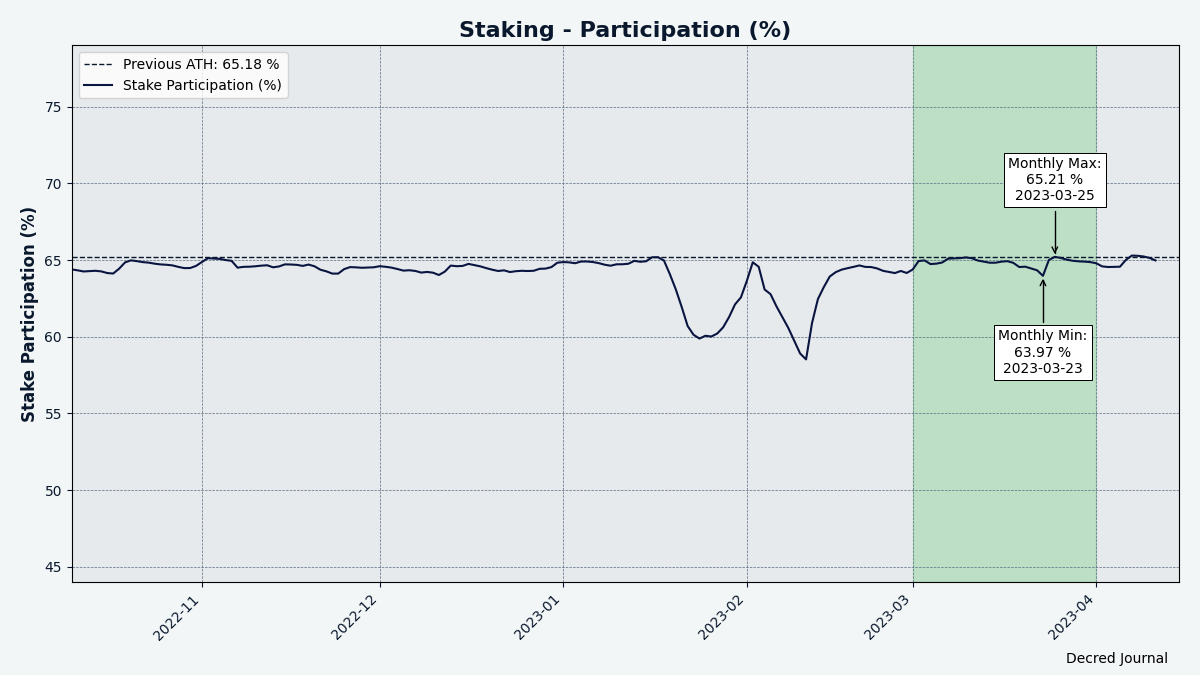 Staking - Participation (%)
Previous ATH: 65.18 %
Stake Participation (%)
Stake Participation (%)
75
70
65
60
55
50
45
Monthly Max:
65.21 %
2023-03-25
Monthly Min:
63.97 %
2023-03-23
2022-11
2022-12
2023-01
2023-02
2023-03
2023-04
Decred Journal